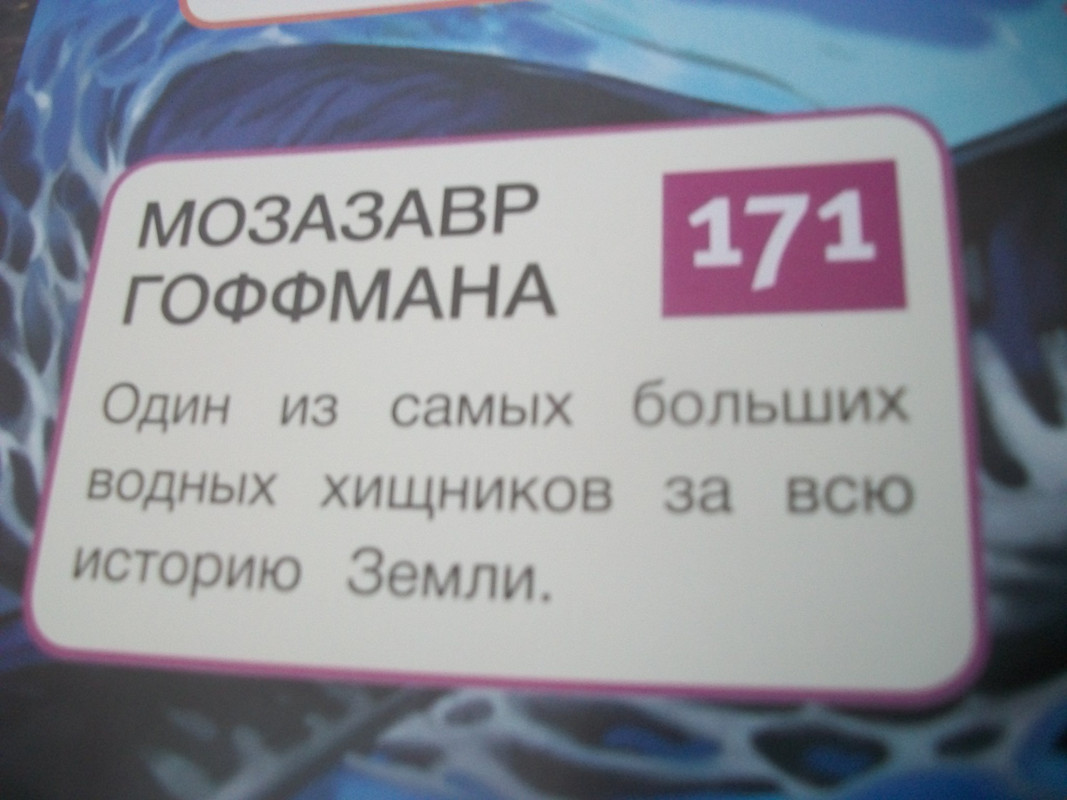 МОЗАЗАВР
ГОФФМАНА
171
Один из самых больших
водных хищников за всю
историю Земли.